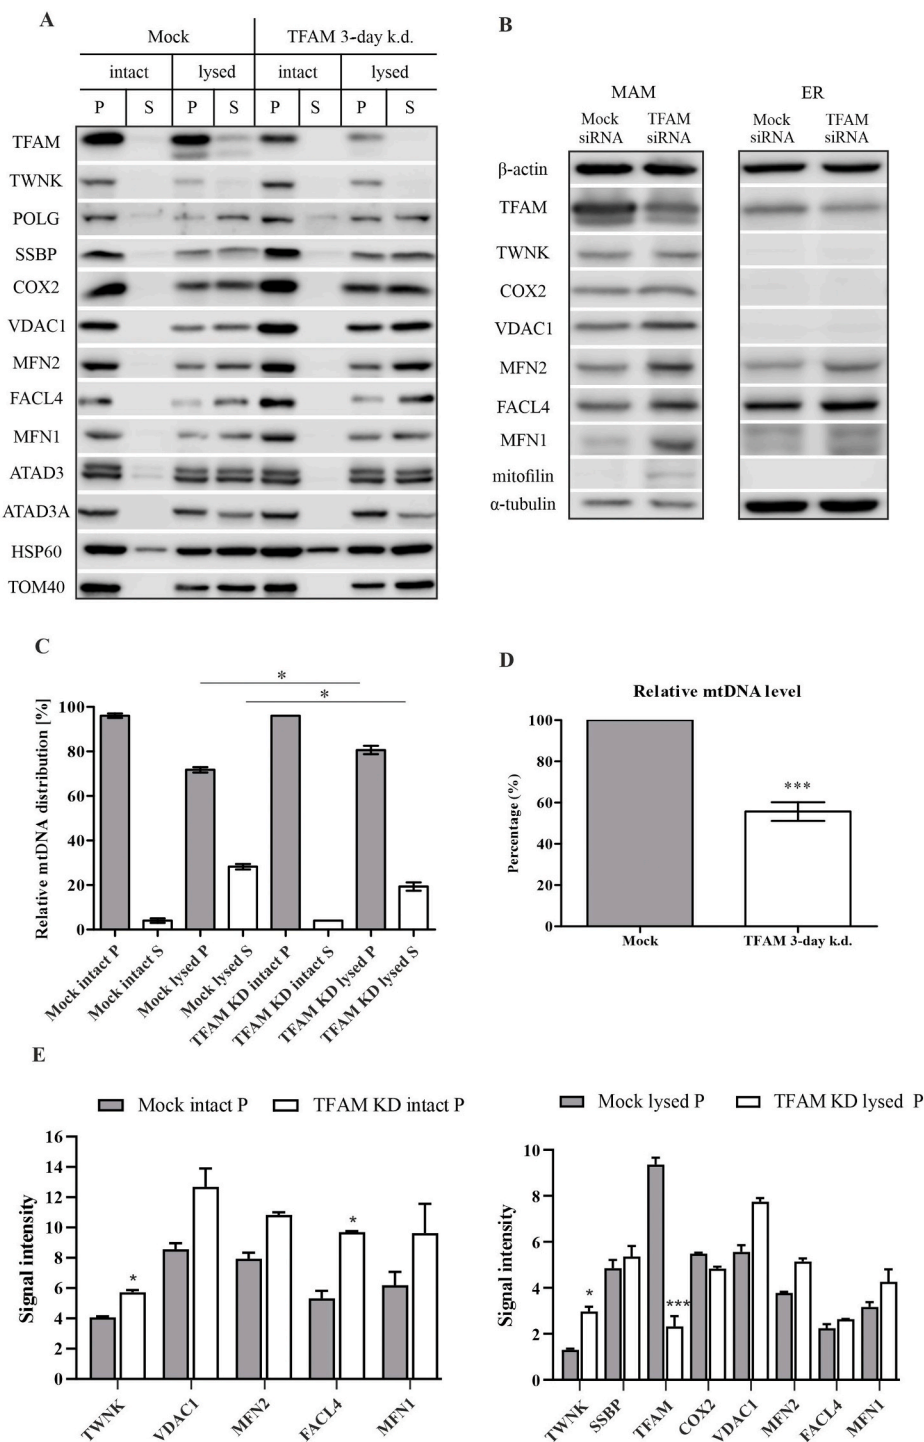 A
Mock TFAM 3-day k.d.
intact lysed intact lysed
P S P S P S P S
TFAM
TWNK
POLG
SSBP
COX2
VDAC1
MFN2
FACL4
MFN1
ATAD3
ATAD3A
HSP60
TOM40
B
MAM ER
Mock siRNA TFAM siRNA Mock siRNA TFAM siRNA
β-actin
TFAM
TWNK
COX2
VDAC1
MFN2
FACL4
MFN1
mitofilin
α-tubulin
C
Relative mtDNA distribution [%]
100
80
60
40
20
0
*
*
Mock intact P
Mock intact S
Mock lysed P
Mock lysed S
TFAM KD intact P
TFAM KD intact S
TFAM KD lysed P
TFAM KD lysed S
D
Relative mtDNA level
Percentage (%)
100
80
60
40
20
0
***
Mock TFAM 3-day k.d.
E
Mock intact P TFAM KD intact P
Signal intensity
16
14
12
10
8
6
4
2
0
*
*
TWNK
VDAC1
MFN2
FACL4
MFN1
Mock lysed P TFAM KD lysed P
Signal intensity
10
8
6
4
2
0
*
***
TWNK
SSBP
TFAM
COX2
VDAC1
MFN2
FACL4
MFN1